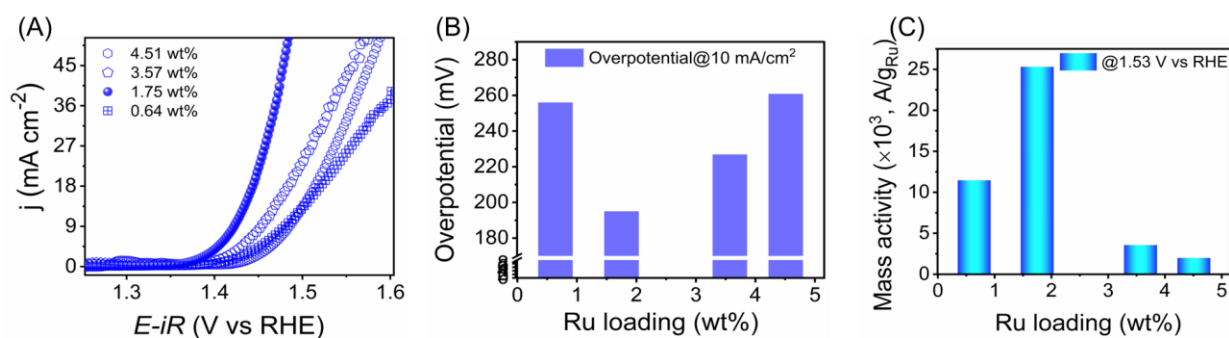 (A)
4.51 wt%
3.57 wt%
1.75 wt%
0.64 wt%
45
36
27
18
9
0
j (mA cm⁻²)
1.3 1.4 1.5 1.6
E-iR (V vs RHE)
(B)
Overpotential@10 mA/cm²
280
260
240
220
200
180
Overpotential (mV)
0 1 2 3 4 5
Ru loading (wt%)
(C)
@1.53 V vs RHE
25
20
15
10
5
0
Mass activity (×10³, A/gRu)
0 1 2 3 4 5
Ru loading (wt%)